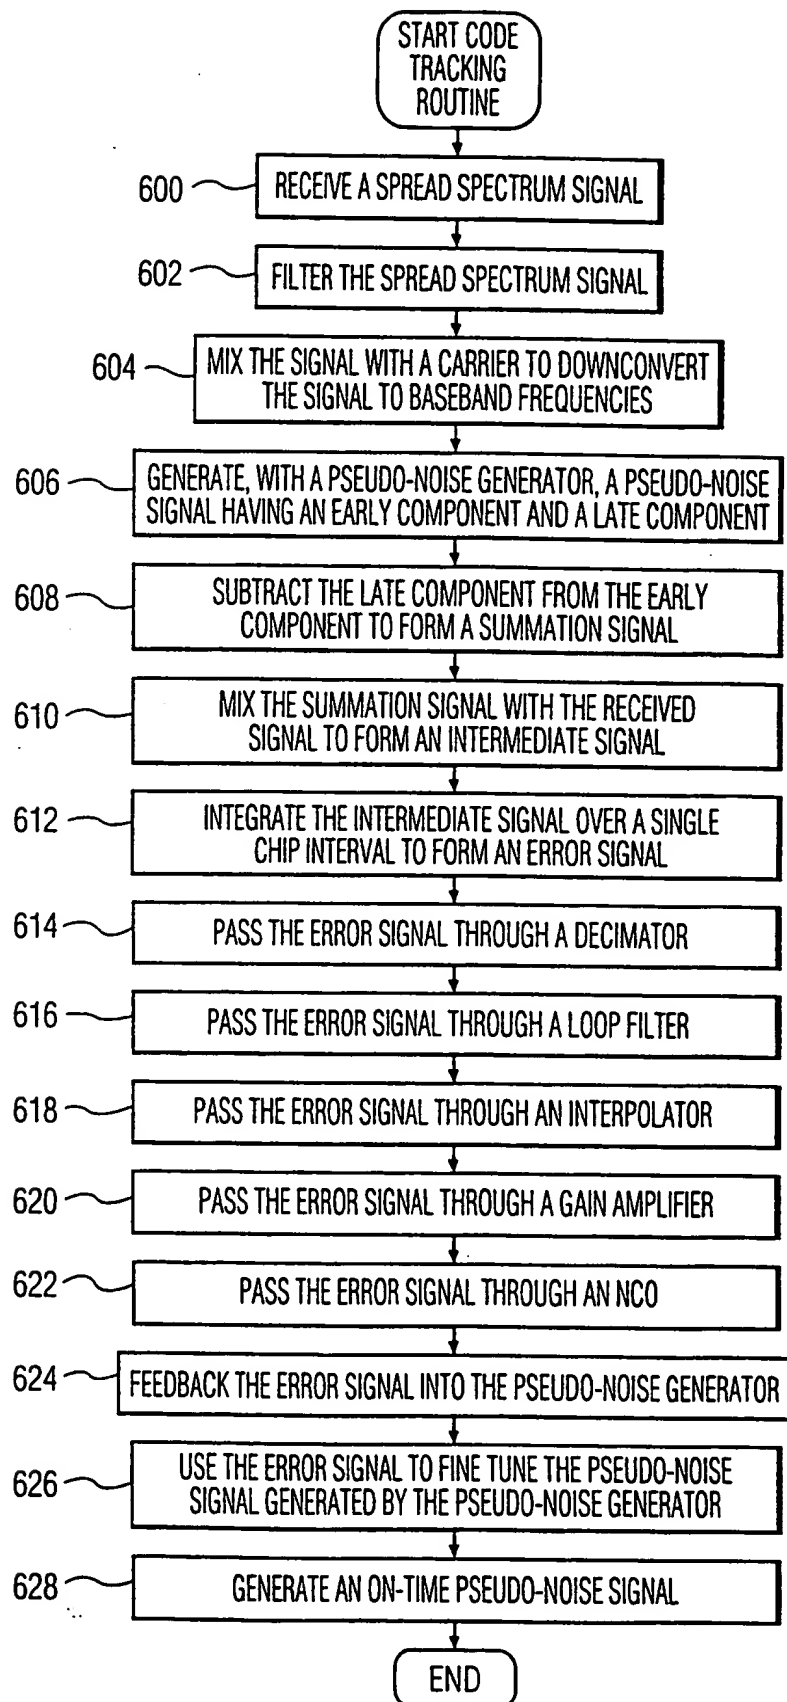 START CODE
TRACKING
ROUTINE
600
RECEIVE A SPREAD SPECTRUM SIGNAL
602
FILTER THE SPREAD SPECTRUM SIGNAL
604
MIX THE SIGNAL WITH A CARRIER TO DOWNCONVERT
THE SIGNAL TO BASEBAND FREQUENCIES
606
GENERATE, WITH A PSEUDO-NOISE GENERATOR, A PSEUDO-NOISE
SIGNAL HAVING AN EARLY COMPONENT AND A LATE COMPONENT
608
SUBTRACT THE LATE COMPONENT FROM THE EARLY
COMPONENT TO FORM A SUMMATION SIGNAL
610
MIX THE SUMMATION SIGNAL WITH THE RECEIVED
SIGNAL TO FORM AN INTERMEDIATE SIGNAL
612
INTEGRATE THE INTERMEDIATE SIGNAL OVER A SINGLE
CHIP INTERVAL TO FORM AN ERROR SIGNAL
614
PASS THE ERROR SIGNAL THROUGH A DECIMATOR
616
PASS THE ERROR SIGNAL THROUGH A LOOP FILTER
618
PASS THE ERROR SIGNAL THROUGH AN INTERPOLATOR
620
PASS THE ERROR SIGNAL THROUGH A GAIN AMPLIFIER
622
PASS THE ERROR SIGNAL THROUGH AN NCO
624
FEEDBACK THE ERROR SIGNAL INTO THE PSEUDO-NOISE GENERATOR
626
USE THE ERROR SIGNAL TO FINE TUNE THE PSEUDO-NOISE
SIGNAL GENERATED BY THE PSEUDO-NOISE GENERATOR
628
GENERATE AN ON-TIME PSEUDO-NOISE SIGNAL
END